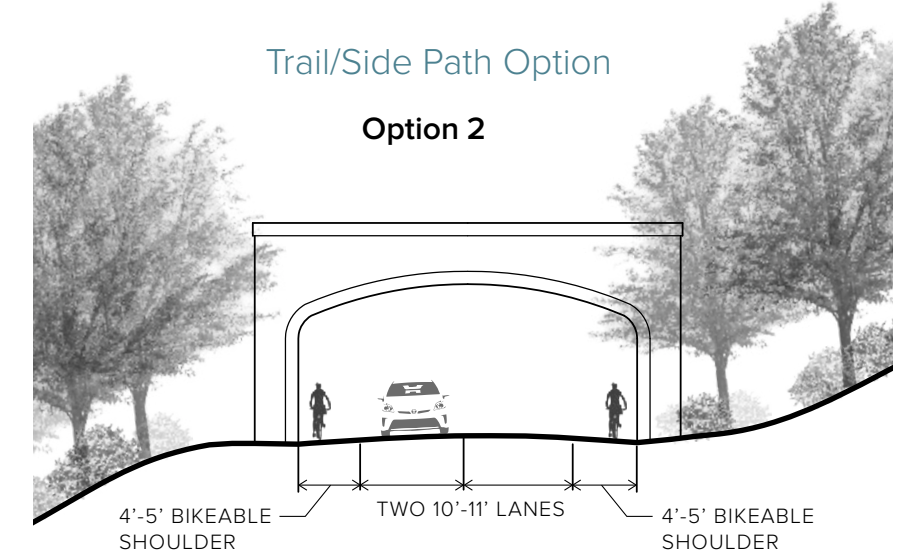 Trail/Side Path Option
Option 2
TWO 10’-11’ LANES
4’-5’ BIKEABLE
SHOULDER
4’-5’ BIKEABLE
SHOULDER